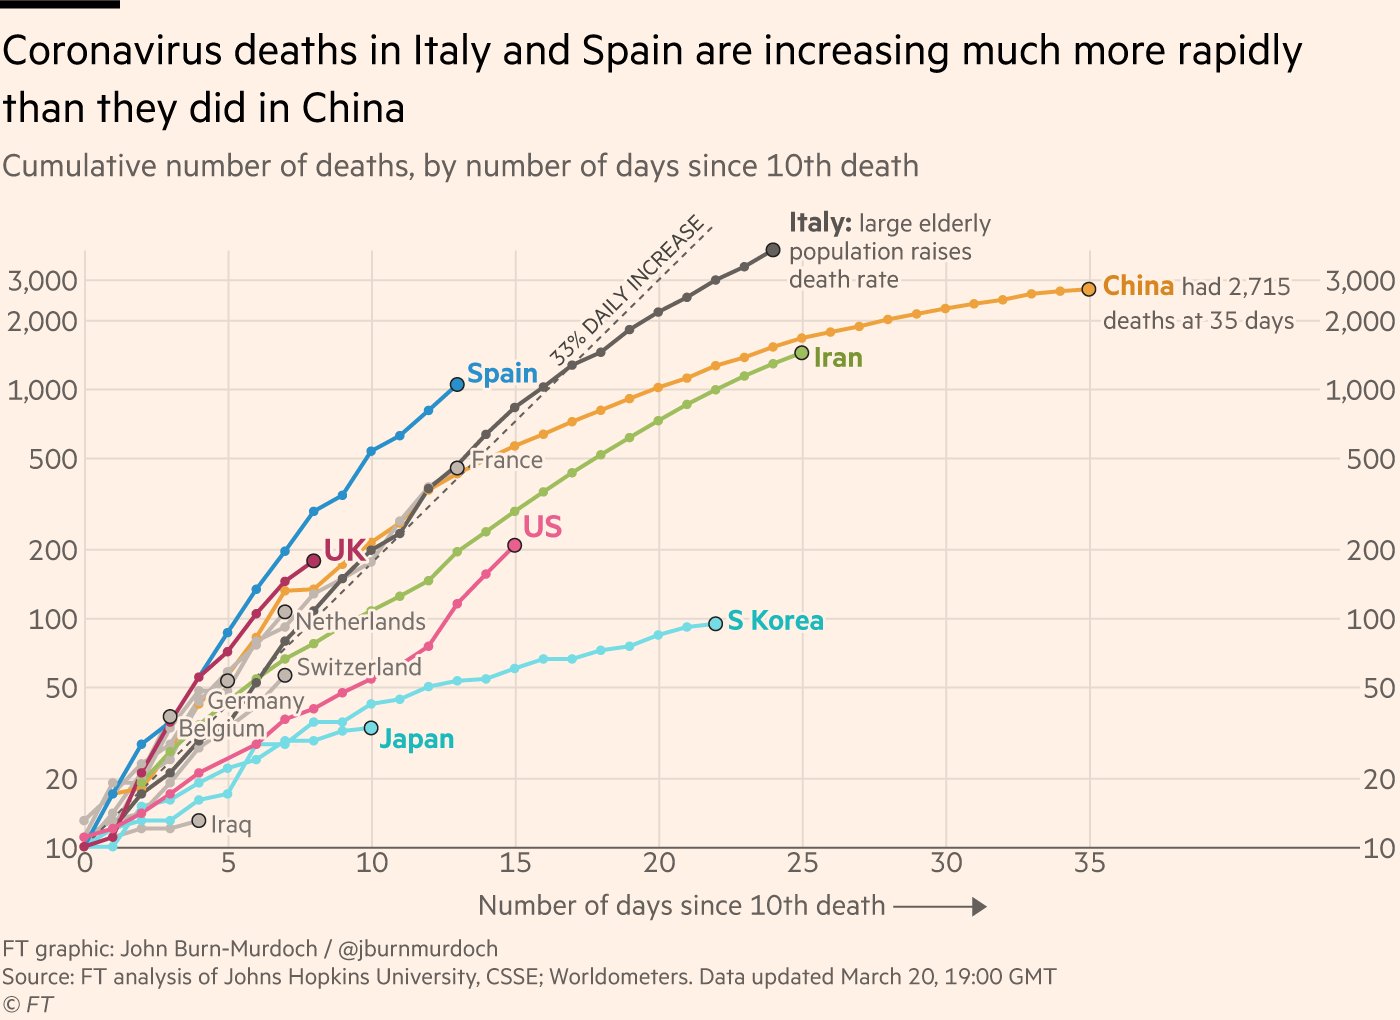 Coronavirus deaths in Italy and Spain are increasing much more rapidly
than they did in China
Cumulative number of deaths, by number of days since 10th death
33% DAILY INCREASE
Italy: large elderly
population raises
death rate
China had 2,715
deaths at 35 days
Iran
Spain
France
US
UK
Netherlands
S Korea
Switzerland
Germany
Belgium
Japan
Iraq
3,000
2,000
1,000
500
200
100
50
20
10
3,000
2,000
1,000
500
200
100
50
20
10
0 5 10 15 20 25 30 35
Number of days since 10th death
FT graphic: John Burn-Murdoch / @jburnmurdoch
Source: FT analysis of Johns Hopkins University, CSSE; Worldometers. Data updated March 20, 19:00 GMT
© FT